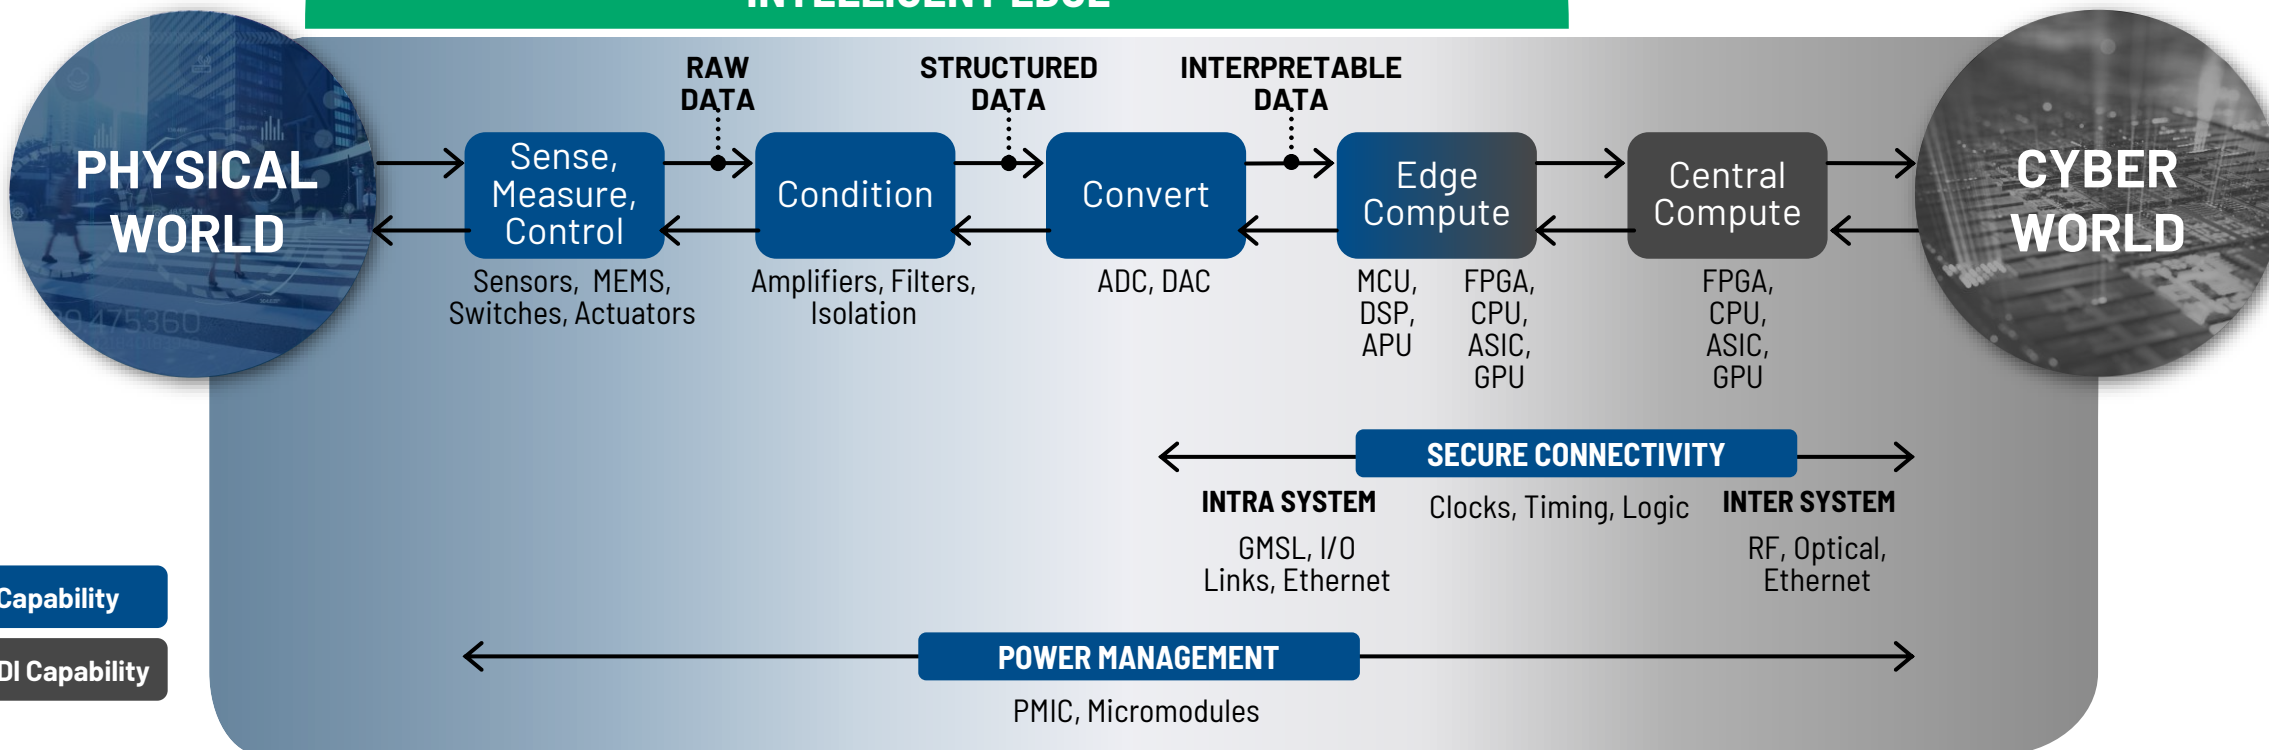 INTELLIGENT EDGE
RAW
DATA
STRUCTURED
DATA
INTERPRETABLE
DATA
PHYSICAL
WORLD
Sense,
Measure,
Control
Condition
Convert
Edge
Compute
Central
Compute
CYBER
WORLD
Sensors, MEMS,
Switches, Actuators
Amplifiers, Filters,
Isolation
ADC, DAC
MCU,
DSP,
APU
FPGA,
CPU,
ASIC,
GPU
FPGA,
CPU,
ASIC,
GPU
475360
SECURE CONNECTIVITY
INTRA SYSTEM
Clocks, Timing, Logic
INTER SYSTEM
GMSL, I/O
Links, Ethernet
RF, Optical,
Ethernet
Capability
DI Capability
POWER MANAGEMENT
PMIC, Micromodules